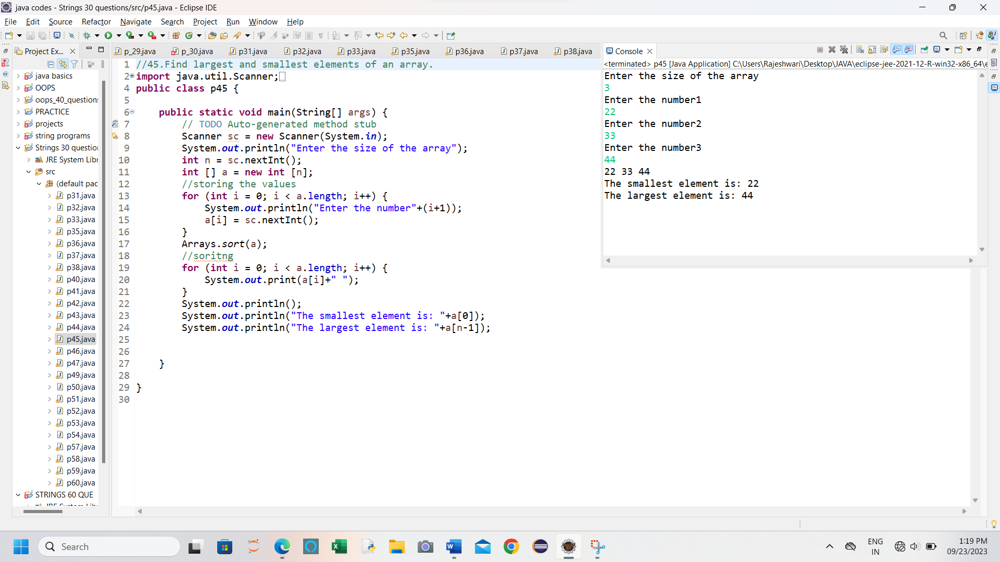 java codes - Strings 30 questions/src/p45.java - Eclipse IDE
File Edit Source Refactor Navigate Search Project Run Window Help
Project Ex...
p_29.java p_30.java p31.java p32.java p33.java p35.java p36.java p37.java p38.java
java basics
OOPS
oops_40_questions
PRACTICE
projects
string programs
Strings 30 question
JRE System Libr
src
(default pac
p31.java
p32.java
p33.java
p35.java
p36.java
p37.java
p38.java
p40.java
p41.java
p42.java
p43.java
p44.java
p45.java
p46.java
p47.java
p49.java
p50.java
p51.java
p52.java
p53.java
p54.java
p57.java
p58.java
p59.java
p60.java
STRINGS 60 QUE
JRE System Libr
1 //45.Find largest and smallest elements of an array.
2 import java.util.Scanner;
4 public class p45 {
5
6 public static void main(String[] args) {
7 // TODO Auto-generated method stub
8 Scanner sc = new Scanner(System.in);
9 System.out.println("Enter the size of the array");
10 int n = sc.nextInt();
11 int [] a = new int [n];
12 //storing the values
13 for (int i = 0; i < a.length; i++) {
14 System.out.println("Enter the number"+(i+1));
15 a[i] = sc.nextInt();
16 }
17 Arrays.sort(a);
18 //soritng
19 for (int i = 0; i < a.length; i++) {
20 System.out.print(a[i]+" ");
21 }
22 System.out.println();
23 System.out.println("The smallest element is: "+a[0]);
24 System.out.println("The largest element is: "+a[n-1]);
25
26
27 }
28
29 }
30
Console
<terminated> p45 [Java Application] C:\Users\Rajeshwari\Desktop\JAVA\eclipse-jee-2021-12-R-win32-x86_64\e
Enter the size of the array
3
Enter the number1
22
Enter the number2
33
Enter the number3
44
22 33 44
The smallest element is: 22
The largest element is: 44
Search
ENG
IN
1:19 PM
09/23/2023